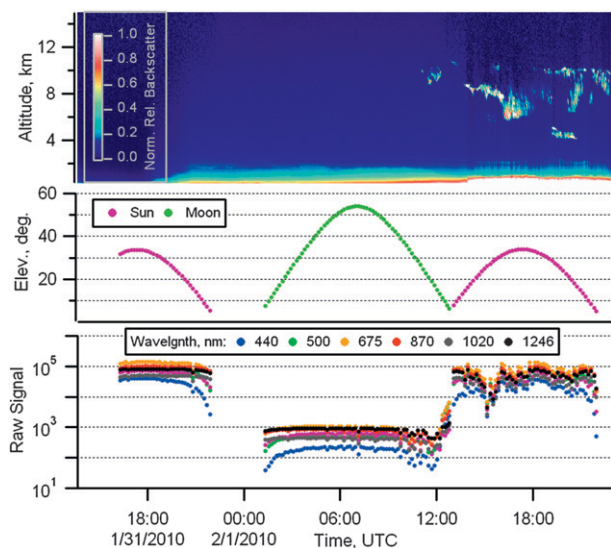 Altitude, km
12
8
4
1.0
0.8
0.6
0.4
0.2
0.0
Norm. Rel. Backscatter
Elev., deg.
60
40
20
Sun Moon
Raw Signal
10^5
10^3
10^1
Wavelgnth, nm: 440 500 675 870 1020 1246
18:00 00:00 06:00 12:00 18:00
1/31/2010 2/1/2010 Time, UTC